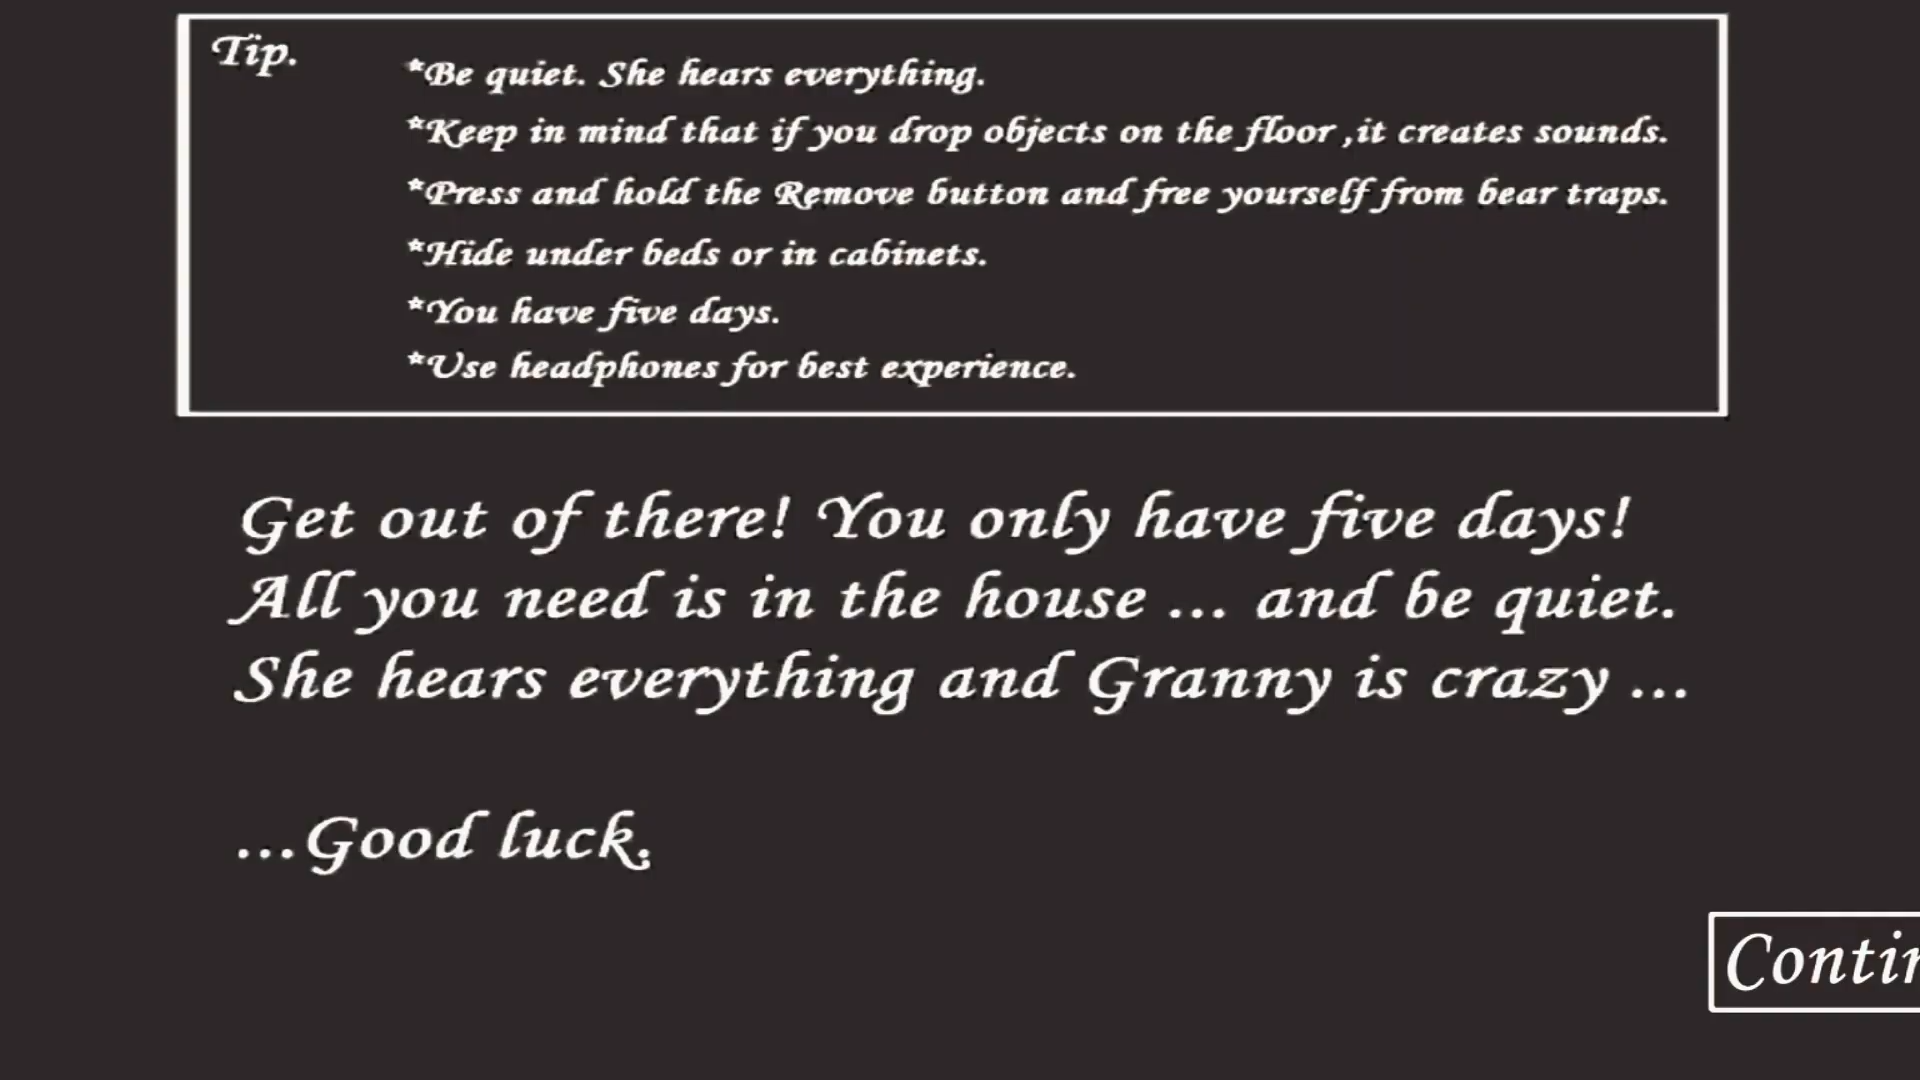 Tip.
*Be quiet. She hears everything.
*Keep in mind that if you drop objects on the floor ,it creates sounds.
*Press and hold the Remove button and free yourself from bear traps.
*Hide under beds or in cabinets.
*You have five days.
*Use headphones for best experience.
Get out of there! You only have five days!
All you need is in the house ... and be quiet.
She hears everything and Granny is crazy ...
...Good luck.